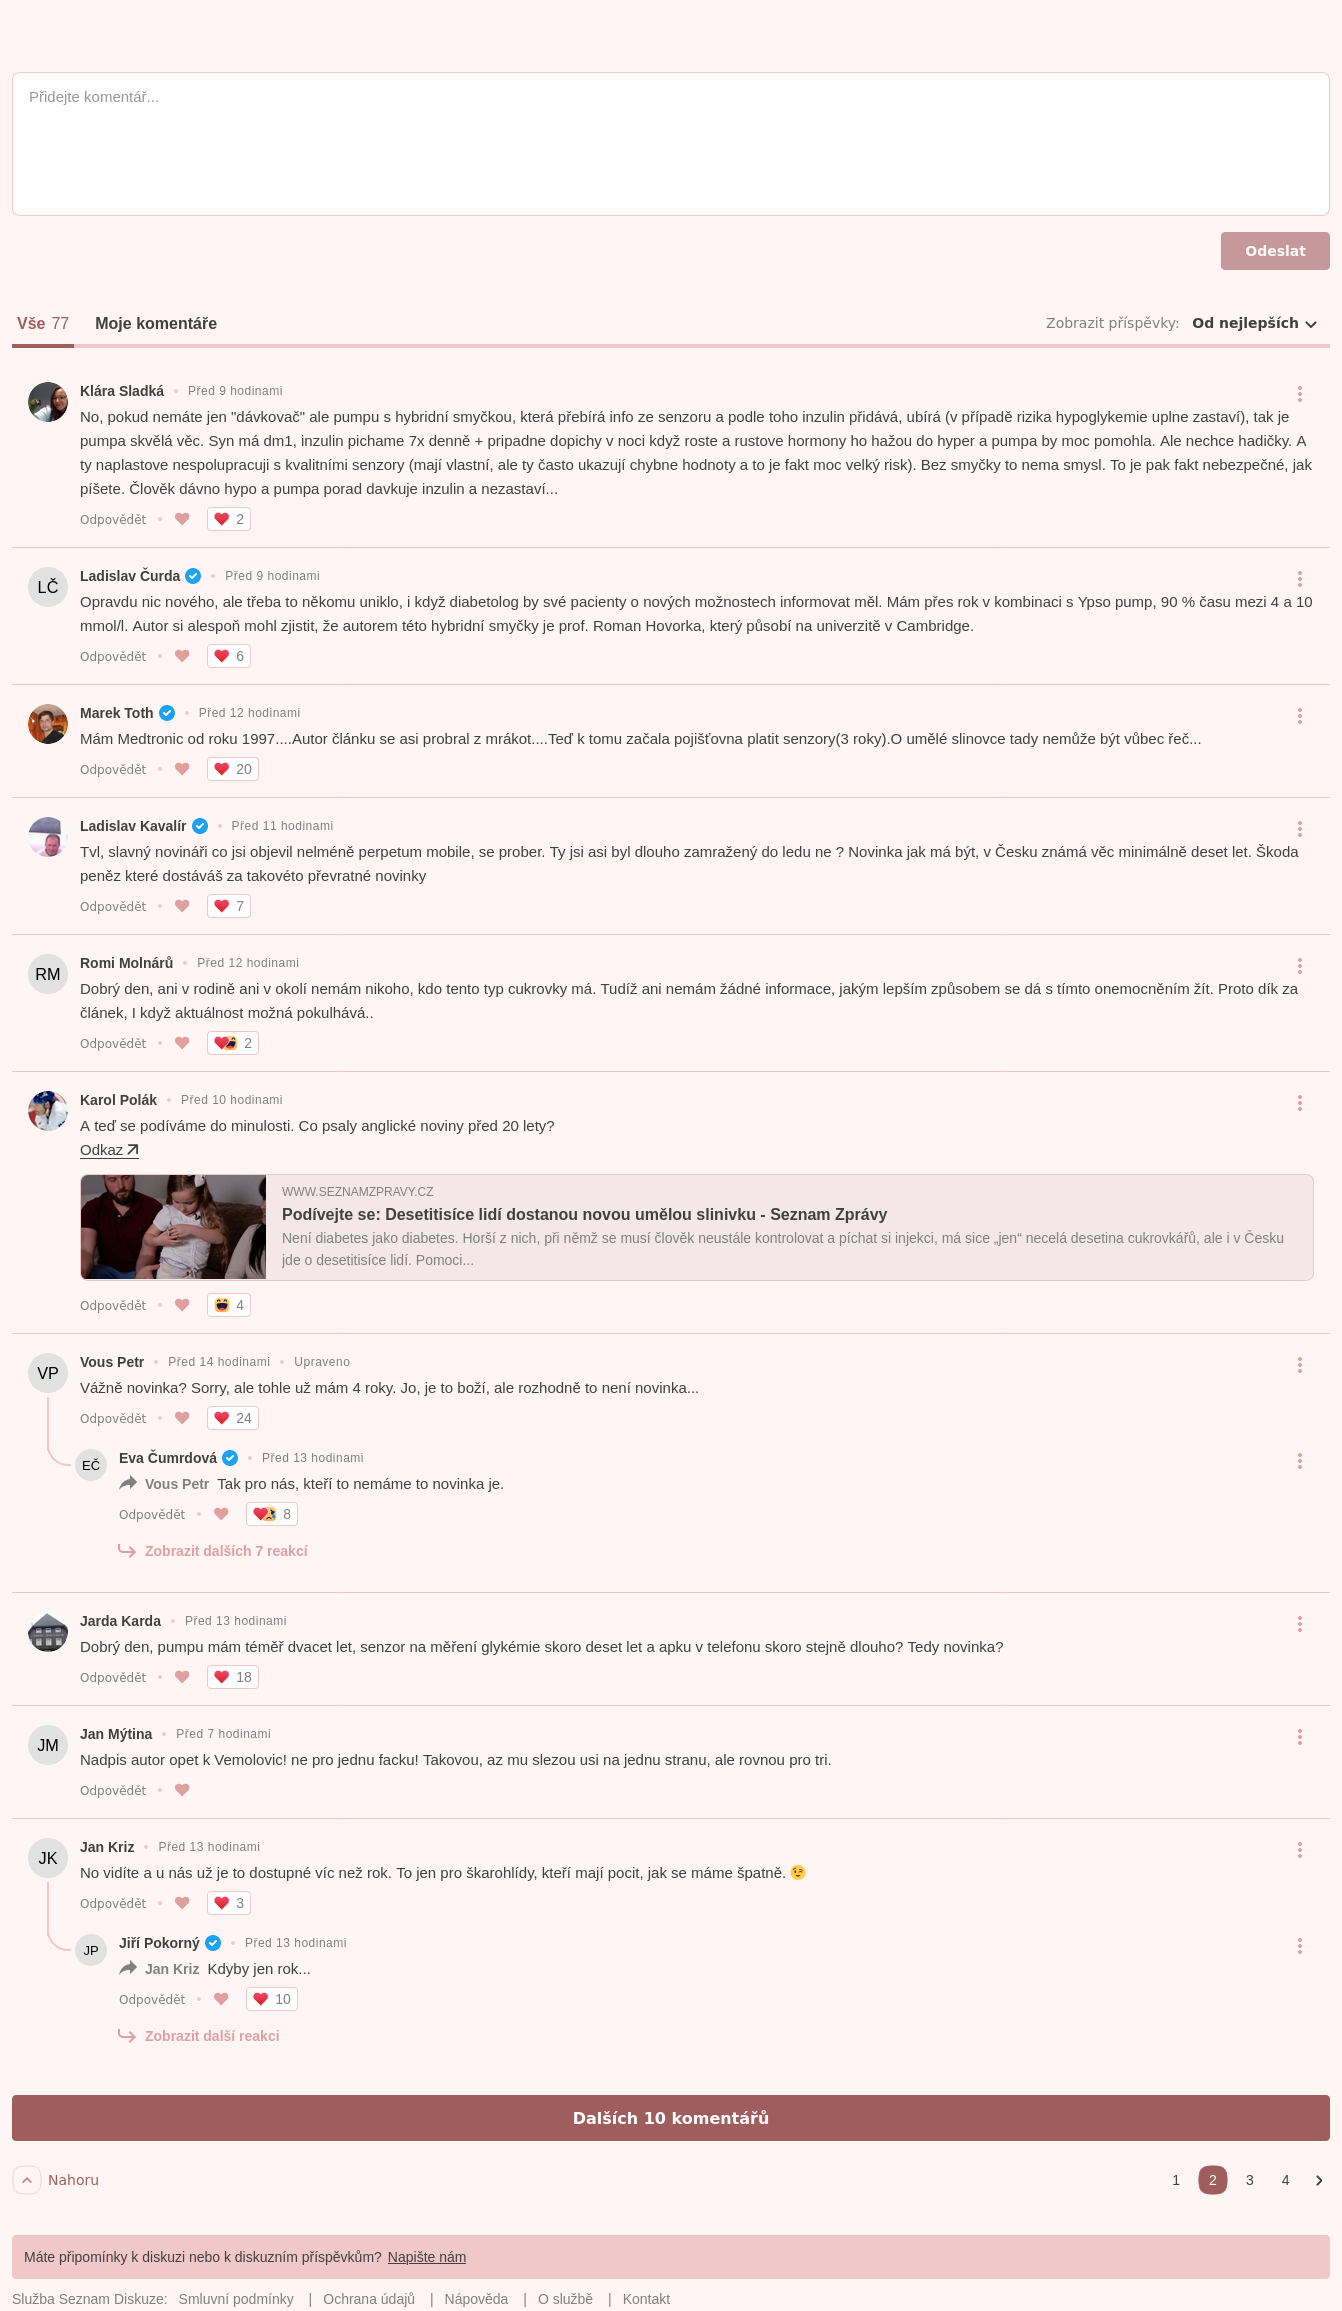 Přidejte komentář...
Odeslat
Vše 77 Moje komentáře Zobrazit příspěvky: Od nejlepších
Klára Sladká • Před 9 hodinami
No, pokud nemáte jen "dávkovač" ale pumpu s hybridní smyčkou, která přebírá info ze senzoru a podle toho inzulin přidává, ubírá (v případě rizika hypoglykemie uplne zastaví), tak je
pumpa skvělá věc. Syn má dm1, inzulin pichame 7x denně + pripadne dopichy v noci když roste a rustove hormony ho hažou do hyper a pumpa by moc pomohla. Ale nechce hadičky. A
ty naplastove nespolupracuji s kvalitními senzory (mají vlastní, ale ty často ukazují chybne hodnoty a to je fakt moc velký risk). Bez smyčky to nema smysl. To je pak fakt nebezpečné, jak
píšete. Člověk dávno hypo a pumpa porad davkuje inzulin a nezastaví...
Odpovědět • 2
LČ
Ladislav Čurda • Před 9 hodinami
Opravdu nic nového, ale třeba to někomu uniklo, i když diabetolog by své pacienty o nových možnostech informovat měl. Mám přes rok v kombinaci s Ypso pump, 90 % času mezi 4 a 10
mmol/l. Autor si alespoň mohl zjistit, že autorem této hybridní smyčky je prof. Roman Hovorka, který působí na univerzitě v Cambridge.
Odpovědět • 6
Marek Toth • Před 12 hodinami
Mám Medtronic od roku 1997....Autor článku se asi probral z mrákot....Teď k tomu začala pojišťovna platit senzory(3 roky).O umělé slinovce tady nemůže být vůbec řeč...
Odpovědět • 20
Ladislav Kavalír • Před 11 hodinami
Tvl, slavný novináři co jsi objevil nelméně perpetum mobile, se prober. Ty jsi asi byl dlouho zamražený do ledu ne ? Novinka jak má být, v Česku známá věc minimálně deset let. Škoda
peněz které dostáváš za takovéto převratné novinky
Odpovědět • 7
RM
Romi Molnárů • Před 12 hodinami
Dobrý den, ani v rodině ani v okolí nemám nikoho, kdo tento typ cukrovky má. Tudíž ani nemám žádné informace, jakým lepším způsobem se dá s tímto onemocněním žít. Proto dík za
článek, I když aktuálnost možná pokulhává..
Odpovědět • 2
Karol Polák • Před 10 hodinami
A teď se podíváme do minulosti. Co psaly anglické noviny před 20 lety?
Odkaz
WWW.SEZNAMZPRAVY.CZ
Podívejte se: Desetitisíce lidí dostanou novou umělou slinivku - Seznam Zprávy
Není diabetes jako diabetes. Horší z nich, při němž se musí člověk neustále kontrolovat a píchat si injekci, má sice „jen“ necelá desetina cukrovkářů, ale i v Česku
jde o desetitisíce lidí. Pomoci...
Odpovědět • 4
VP
Vous Petr • Před 14 hodinami • Upraveno
Vážně novinka? Sorry, ale tohle už mám 4 roky. Jo, je to boží, ale rozhodně to není novinka...
Odpovědět • 24
EČ
Eva Čumrdová • Před 13 hodinami
Vous Petr Tak pro nás, kteří to nemáme to novinka je.
Odpovědět • 8
Zobrazit dalších 7 reakcí
Jarda Karda • Před 13 hodinami
Dobrý den, pumpu mám téměř dvacet let, senzor na měření glykémie skoro deset let a apku v telefonu skoro stejně dlouho? Tedy novinka?
Odpovědět • 18
JM
Jan Mýtina • Před 7 hodinami
Nadpis autor opet k Vemolovic! ne pro jednu facku! Takovou, az mu slezou usi na jednu stranu, ale rovnou pro tri.
Odpovědět •
JK
Jan Kriz • Před 13 hodinami
No vidíte a u nás už je to dostupné víc než rok. To jen pro škarohlídy, kteří mají pocit, jak se máme špatně. 😉
Odpovědět • 3
JP
Jiří Pokorný • Před 13 hodinami
Jan Kriz Kdyby jen rok...
Odpovědět • 10
Zobrazit další reakci
Dalších 10 komentářů
Nahoru 1 2 3 4
Máte připomínky k diskuzi nebo k diskuzním příspěvkům? Napište nám
Služba Seznam Diskuze: Smluvní podmínky | Ochrana údajů | Nápověda | O službě | Kontakt